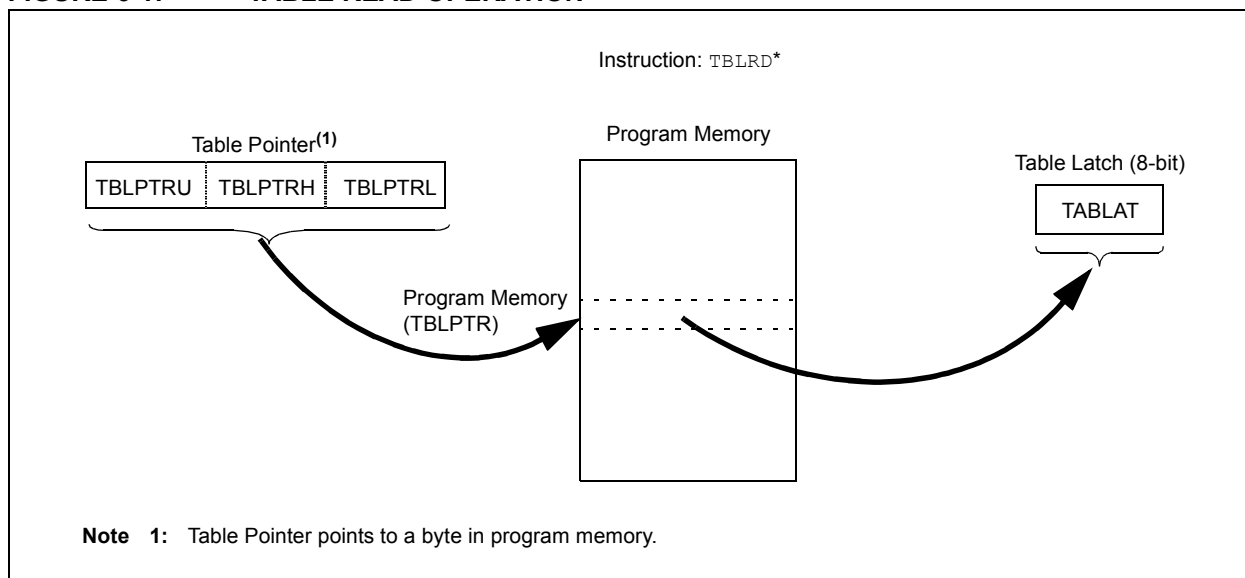 Instruction: TBLRD*
Table Pointer(1)
Program Memory
Table Latch (8-bit)
TBLPTRU TBLPTRH TBLPTRL
TABLAT
Program Memory
(TBLPTR)
Note 1: Table Pointer points to a byte in program memory.